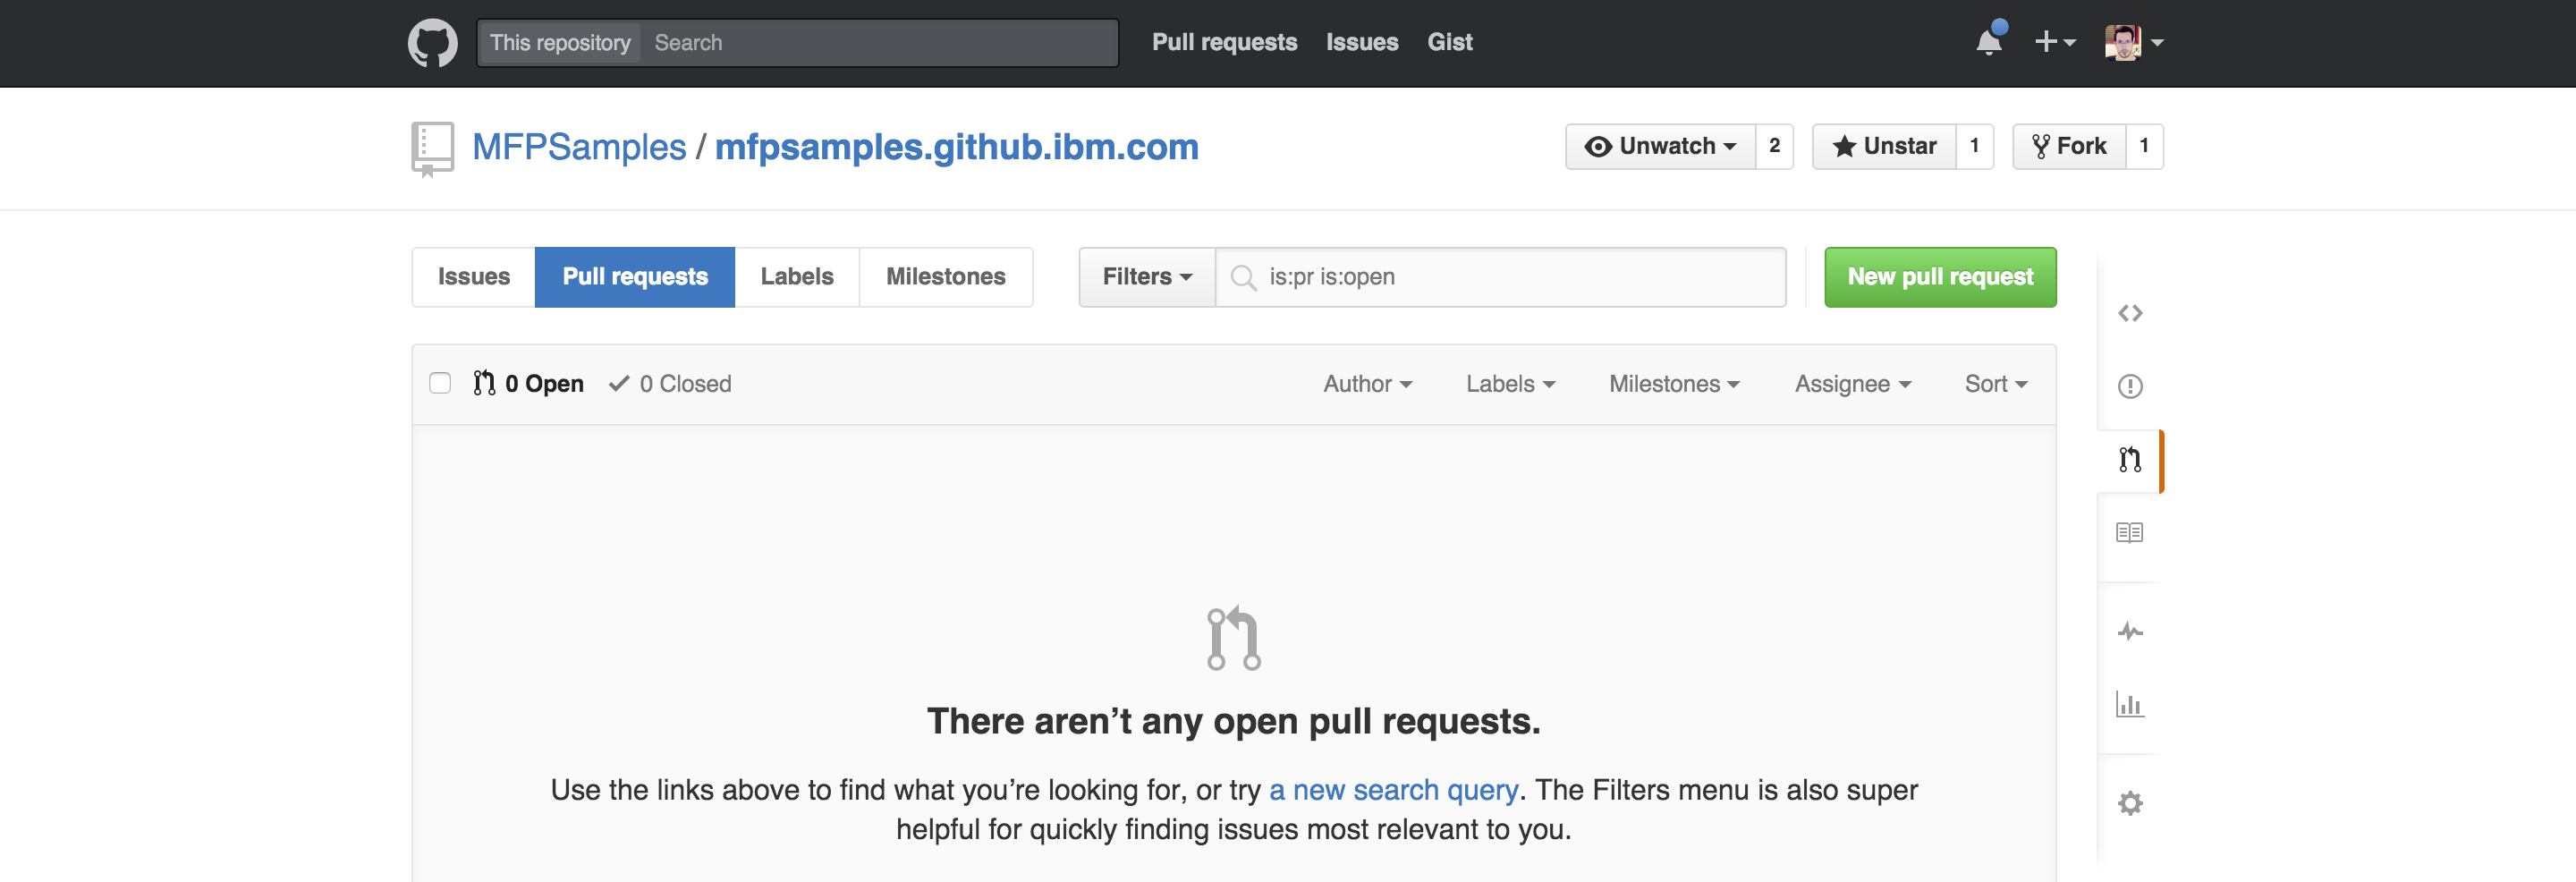 This repository Search Pull requests Issues Gist
MFPSamples / mfpsamples.github.ibm.com Unwatch 2 Unstar 1 Fork 1
Issues Pull requests Labels Milestones Filters is:pr is:open New pull request
0 Open 0 Closed Author Labels Milestones Assignee Sort
There aren’t any open pull requests.
Use the links above to find what you’re looking for, or try a new search query. The Filters menu is also super
helpful for quickly finding issues most relevant to you.